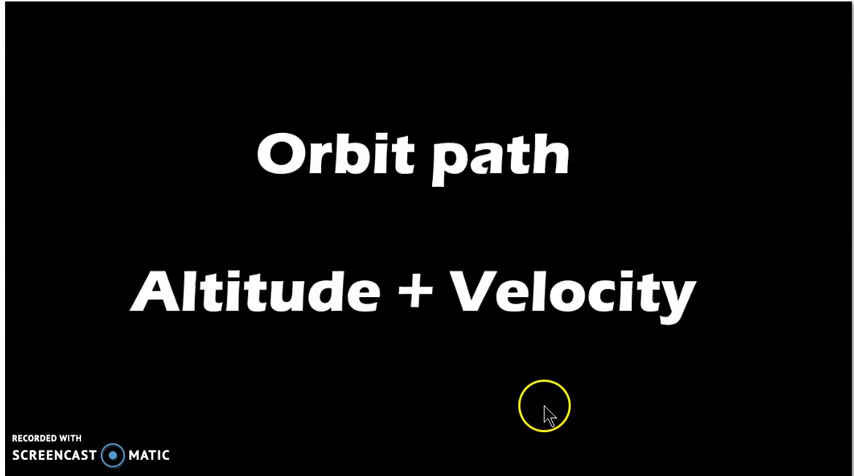 Orbit path
Altitude + Velocity
RECORDED WITH
SCREENCAST MATIC